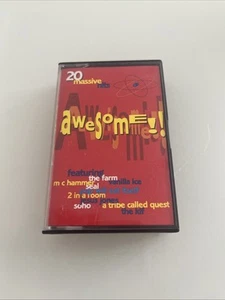 20
massive
hits
awesome!!
featuring
the farm
m c hammer
vanilla ice
seal
2 in a room
soho
a tribe called quest
the klf